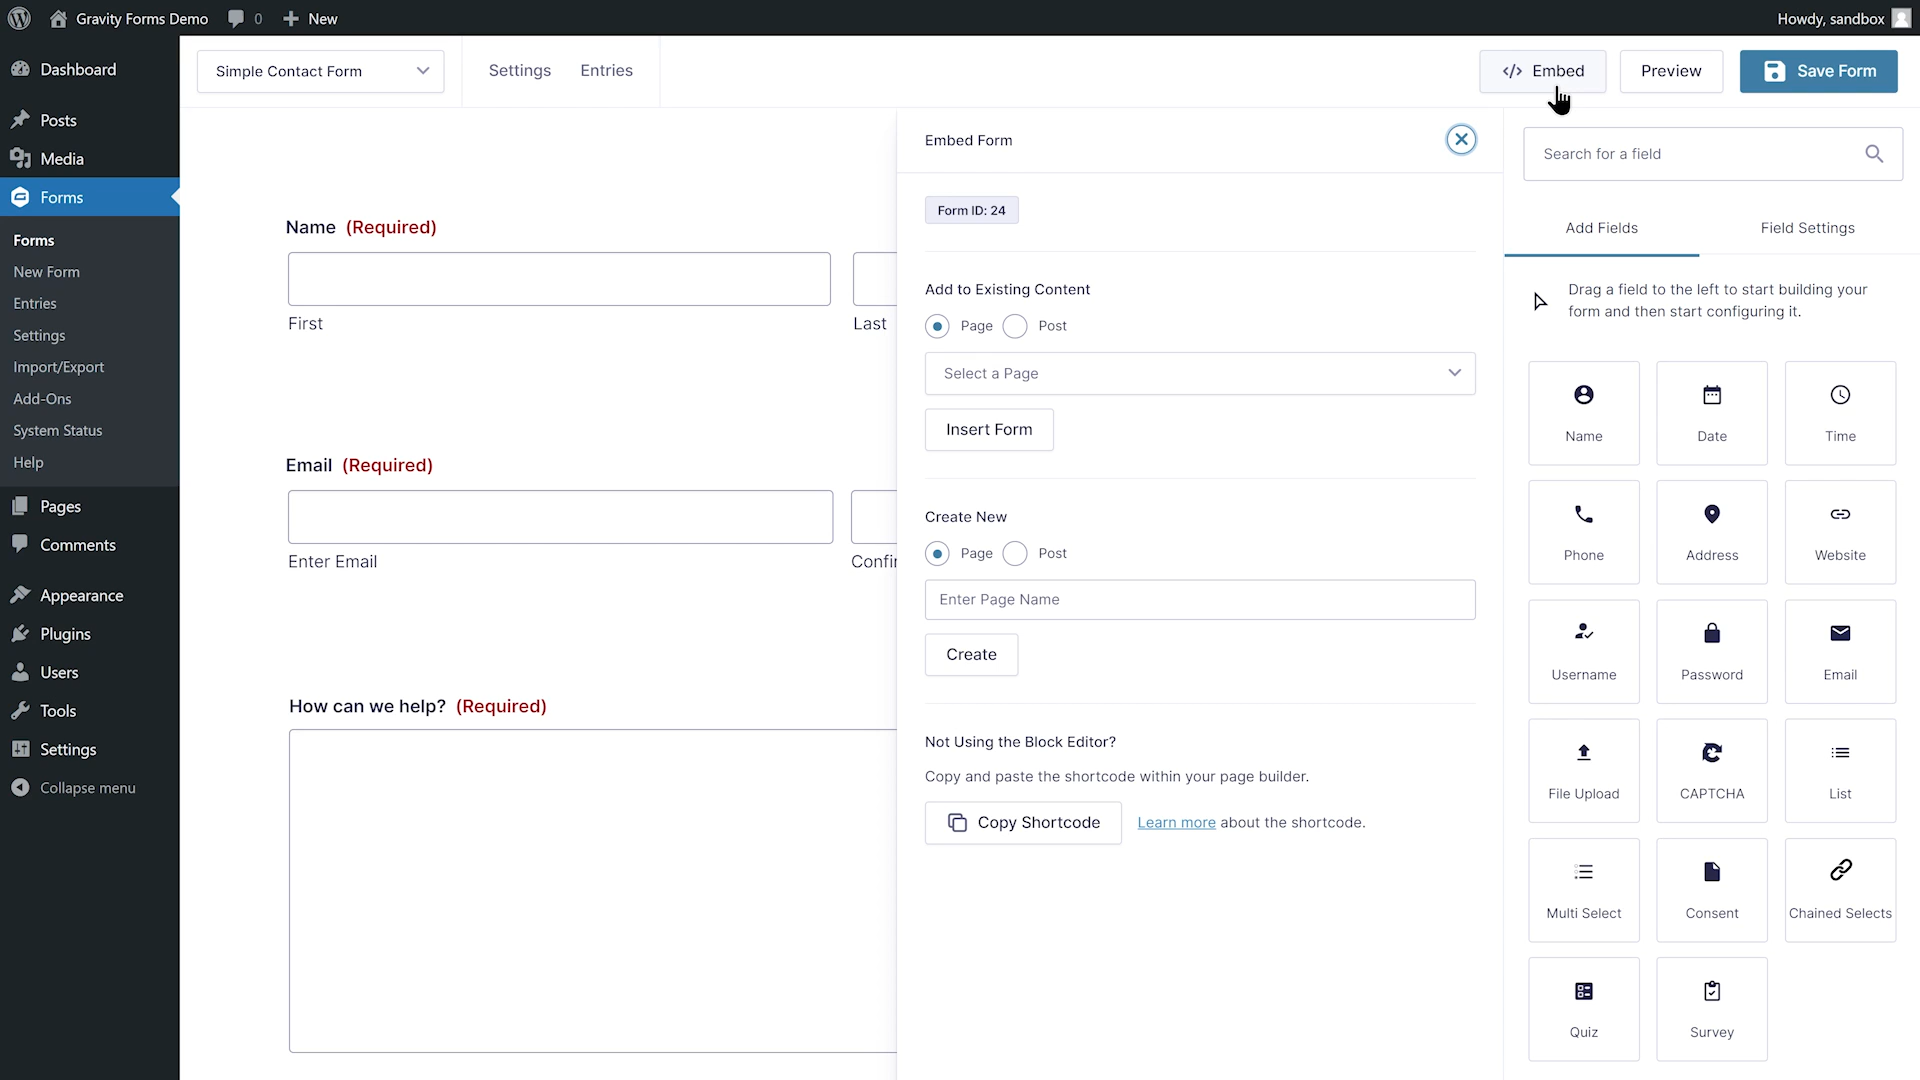 Gravity Forms Demo
0
New
Howdy, sandbox
Dashboard
Posts
Media
Forms
Forms
New Form
Entries
Settings
Import/Export
Add-Ons
System Status
Help
Pages
Comments
Appearance
Plugins
Users
Tools
Settings
Collapse menu
Simple Contact Form
Settings
Entries
</> Embed
Preview
Save Form
Name (Required)
First
Last
Email (Required)
Enter Email
Confir
How can we help? (Required)
Embed Form
Form ID: 24
Add to Existing Content
Page
Post
Select a Page
Insert Form
Create New
Page
Post
Enter Page Name
Create
Not Using the Block Editor?
Copy and paste the shortcode within your page builder.
Copy Shortcode
Learn more about the shortcode.
Search for a field
Add Fields
Field Settings
Drag a field to the left to start building your
form and then start configuring it.
Name
Date
Time
Phone
Address
Website
Username
Password
Email
File Upload
CAPTCHA
List
Multi Select
Consent
Chained Selects
Quiz
Survey